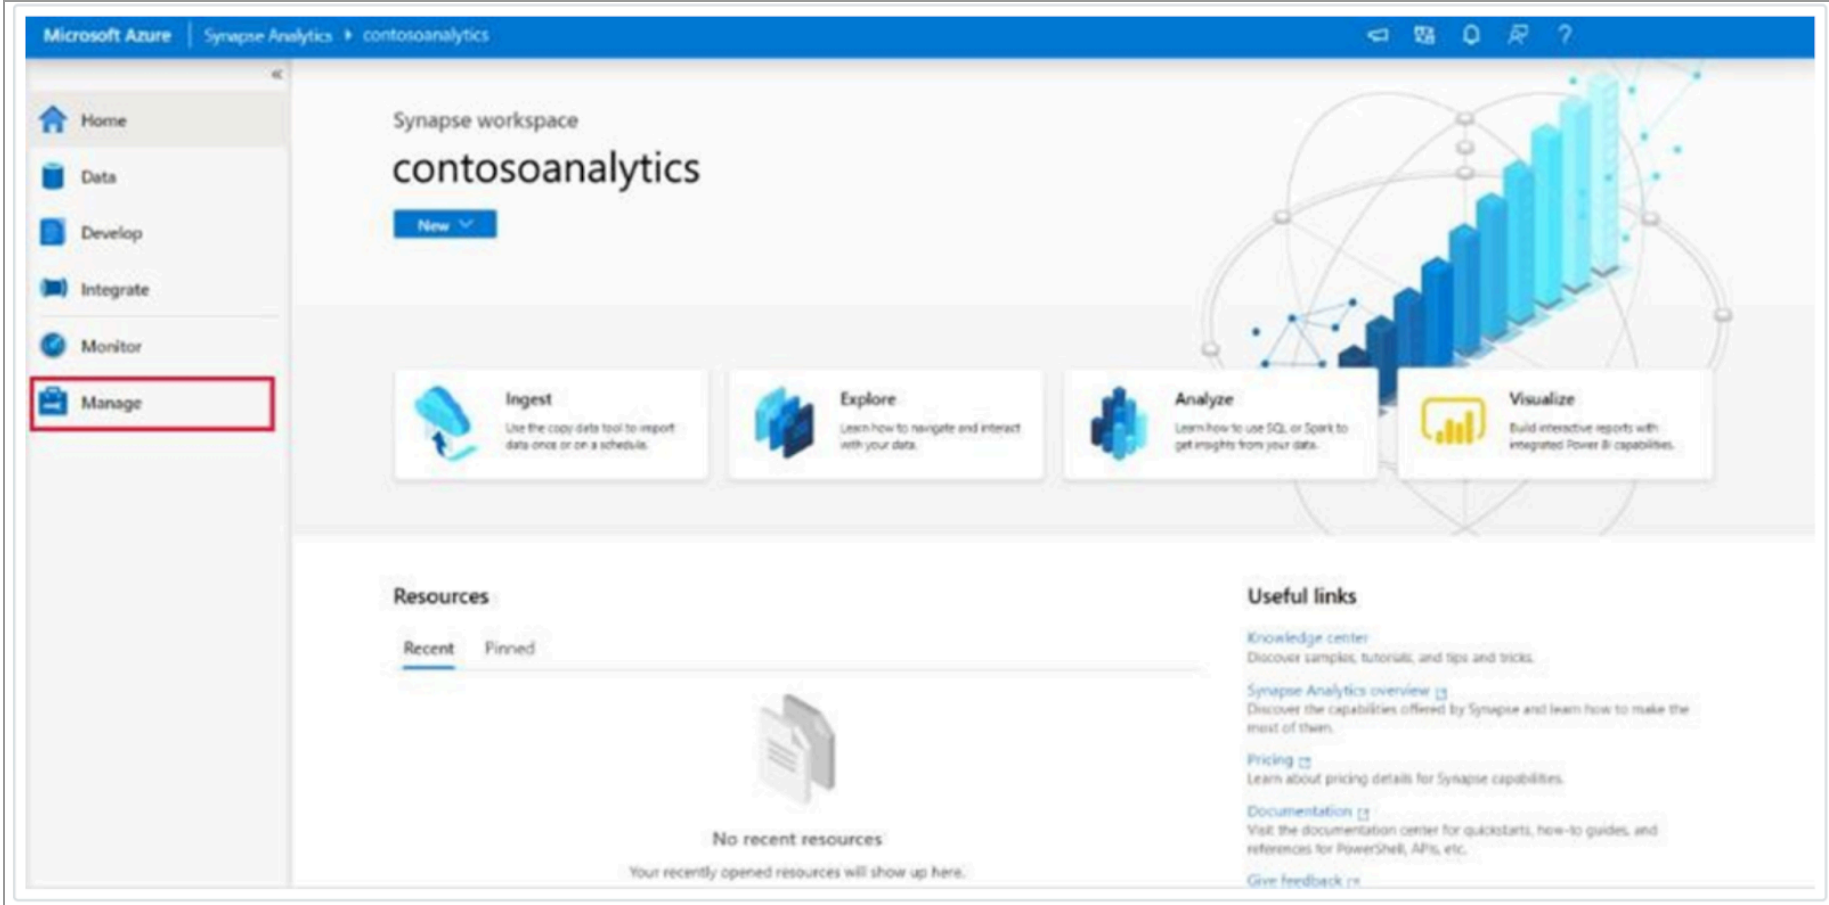 Microsoft Azure | Synapse Analytics ▸ contosoanalytics
?
«
Home
Data
Develop
Integrate
Monitor
Manage
Synapse workspace
contosoanalytics
New
Ingest
Use the copy data tool to import
data once or on a schedule.
Explore
Learn how to navigate and interact
with your data.
Analyze
Learn how to use SQL or Spark to
get insights from your data.
Visualize
Build interactive reports with
integrated Power BI capabilities.
Resources
Recent Pinned
No recent resources
Your recently opened resources will show up here.
Useful links
Knowledge center
Discover samples, tutorials, and tips and tricks.
Synapse Analytics overview
Discover the capabilities offered by Synapse and learn how to make the
most of them.
Pricing
Learn about pricing details for Synapse capabilities.
Documentation
Visit the documentation center for quickstarts, how-to guides, and
references for PowerShell, APIs, etc.
Give feedback